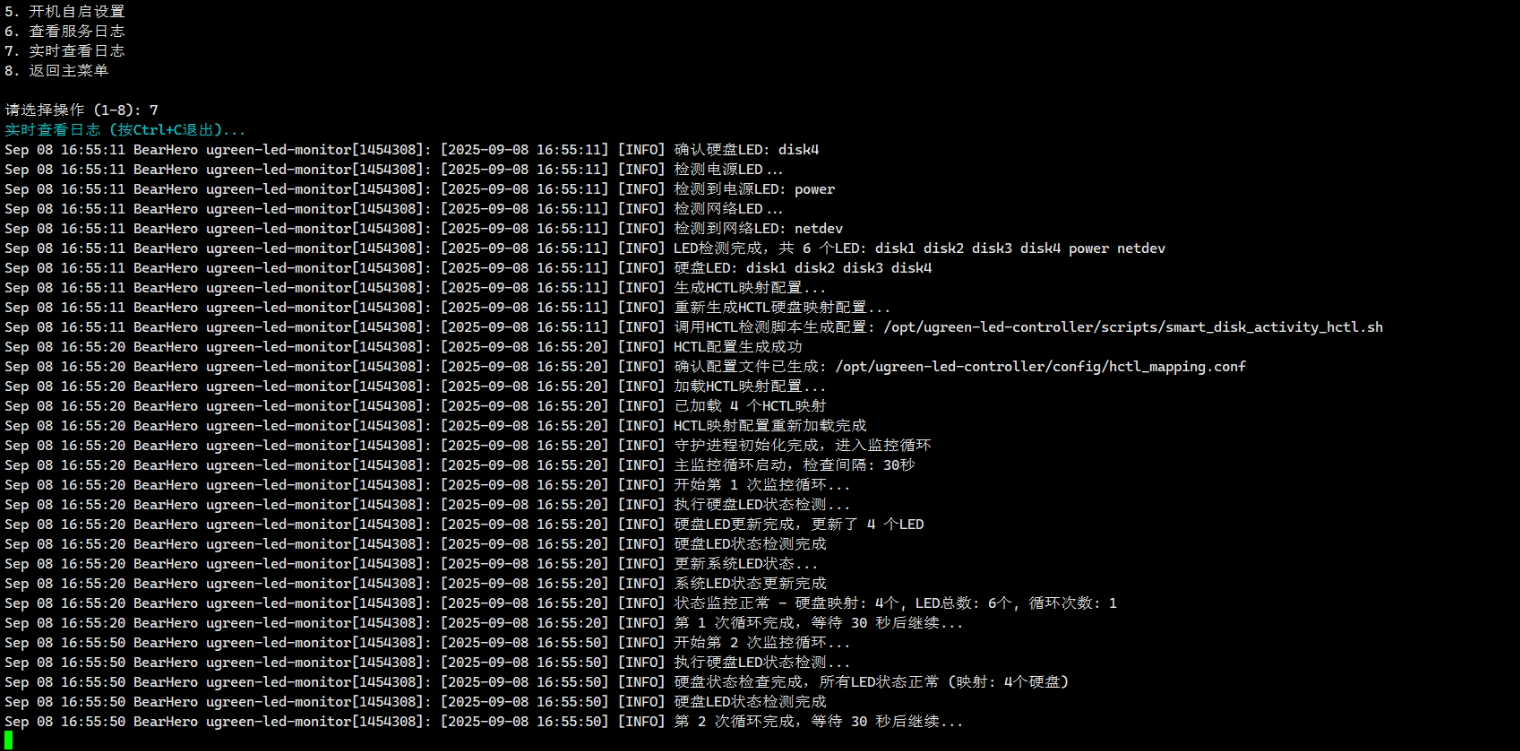 5. 开机自启设置
6. 查看服务日志
7. 实时查看日志
8. 返回主菜单
请选择操作 (1-8): 7
实时查看日志 (按Ctrl+C退出)...
Sep 08 16:55:11 BearHero ugreen-led-monitor[1454308]: [2025-09-08 16:55:11] [INFO] 确认硬盘LED: disk4
Sep 08 16:55:11 BearHero ugreen-led-monitor[1454308]: [2025-09-08 16:55:11] [INFO] 检测电源LED...
Sep 08 16:55:11 BearHero ugreen-led-monitor[1454308]: [2025-09-08 16:55:11] [INFO] 检测到电源LED: power
Sep 08 16:55:11 BearHero ugreen-led-monitor[1454308]: [2025-09-08 16:55:11] [INFO] 检测网络LED...
Sep 08 16:55:11 BearHero ugreen-led-monitor[1454308]: [2025-09-08 16:55:11] [INFO] 检测到网络LED: netdev
Sep 08 16:55:11 BearHero ugreen-led-monitor[1454308]: [2025-09-08 16:55:11] [INFO] LED检测完成，共 6 个LED: disk1 disk2 disk3 disk4 power netdev
Sep 08 16:55:11 BearHero ugreen-led-monitor[1454308]: [2025-09-08 16:55:11] [INFO] 硬盘LED: disk1 disk2 disk3 disk4
Sep 08 16:55:11 BearHero ugreen-led-monitor[1454308]: [2025-09-08 16:55:11] [INFO] 生成HCTL映射配置...
Sep 08 16:55:11 BearHero ugreen-led-monitor[1454308]: [2025-09-08 16:55:11] [INFO] 重新生成HCTL硬盘映射配置...
Sep 08 16:55:11 BearHero ugreen-led-monitor[1454308]: [2025-09-08 16:55:11] [INFO] 调用HCTL检测脚本生成配置: /opt/ugreen-led-controller/scripts/smart_disk_activity_hctl.sh
Sep 08 16:55:20 BearHero ugreen-led-monitor[1454308]: [2025-09-08 16:55:20] [INFO] HCTL配置生成成功
Sep 08 16:55:20 BearHero ugreen-led-monitor[1454308]: [2025-09-08 16:55:20] [INFO] 确认配置文件已生成: /opt/ugreen-led-controller/config/hctl_mapping.conf
Sep 08 16:55:20 BearHero ugreen-led-monitor[1454308]: [2025-09-08 16:55:20] [INFO] 加载HCTL映射配置...
Sep 08 16:55:20 BearHero ugreen-led-monitor[1454308]: [2025-09-08 16:55:20] [INFO] 已加载 4 个HCTL映射
Sep 08 16:55:20 BearHero ugreen-led-monitor[1454308]: [2025-09-08 16:55:20] [INFO] HCTL映射配置重新加载完成
Sep 08 16:55:20 BearHero ugreen-led-monitor[1454308]: [2025-09-08 16:55:20] [INFO] 守护进程初始化完成，进入监控循环
Sep 08 16:55:20 BearHero ugreen-led-monitor[1454308]: [2025-09-08 16:55:20] [INFO] 主监控循环启动，检查间隔: 30秒
Sep 08 16:55:20 BearHero ugreen-led-monitor[1454308]: [2025-09-08 16:55:20] [INFO] 开始第 1 次监控循环...
Sep 08 16:55:20 BearHero ugreen-led-monitor[1454308]: [2025-09-08 16:55:20] [INFO] 执行硬盘LED状态检测...
Sep 08 16:55:20 BearHero ugreen-led-monitor[1454308]: [2025-09-08 16:55:20] [INFO] 硬盘LED更新完成，更新了 4 个LED
Sep 08 16:55:20 BearHero ugreen-led-monitor[1454308]: [2025-09-08 16:55:20] [INFO] 硬盘LED状态检测完成
Sep 08 16:55:20 BearHero ugreen-led-monitor[1454308]: [2025-09-08 16:55:20] [INFO] 更新系统LED状态...
Sep 08 16:55:20 BearHero ugreen-led-monitor[1454308]: [2025-09-08 16:55:20] [INFO] 系统LED状态更新完成
Sep 08 16:55:20 BearHero ugreen-led-monitor[1454308]: [2025-09-08 16:55:20] [INFO] 状态监控正常 - 硬盘映射: 4个, LED总数: 6个, 循环次数: 1
Sep 08 16:55:20 BearHero ugreen-led-monitor[1454308]: [2025-09-08 16:55:20] [INFO] 第 1 次循环完成，等待 30 秒后继续...
Sep 08 16:55:50 BearHero ugreen-led-monitor[1454308]: [2025-09-08 16:55:50] [INFO] 开始第 2 次监控循环...
Sep 08 16:55:50 BearHero ugreen-led-monitor[1454308]: [2025-09-08 16:55:50] [INFO] 执行硬盘LED状态检测...
Sep 08 16:55:50 BearHero ugreen-led-monitor[1454308]: [2025-09-08 16:55:50] [INFO] 硬盘状态检查完成，所有LED状态正常 (映射: 4个硬盘)
Sep 08 16:55:50 BearHero ugreen-led-monitor[1454308]: [2025-09-08 16:55:50] [INFO] 硬盘LED状态检测完成
Sep 08 16:55:50 BearHero ugreen-led-monitor[1454308]: [2025-09-08 16:55:50] [INFO] 第 2 次循环完成，等待 30 秒后继续...